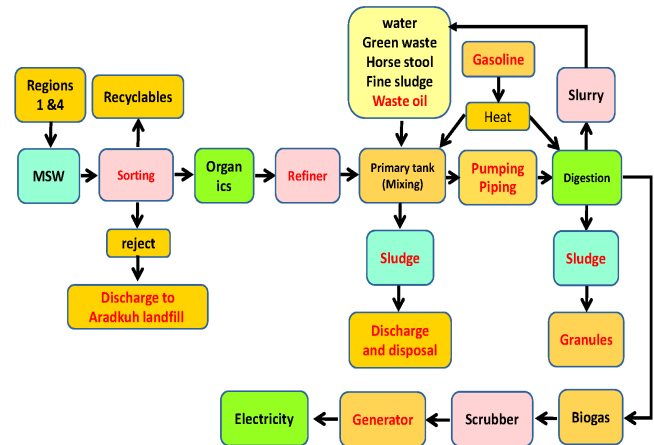 water
Green waste
Horse stool
Fine sludge
Waste oil
Gasoline
Regions
1 &4
Recyclables
Slurry
Heat
MSW
Sorting
Organ
ics
Refiner
Primary tank
(Mixing)
Pumping
Piping
Digestion
reject
Sludge
Sludge
Discharge to
Aradkuh landfill
Discharge
and disposal
Granules
Electricity
Generator
Scrubber
Biogas